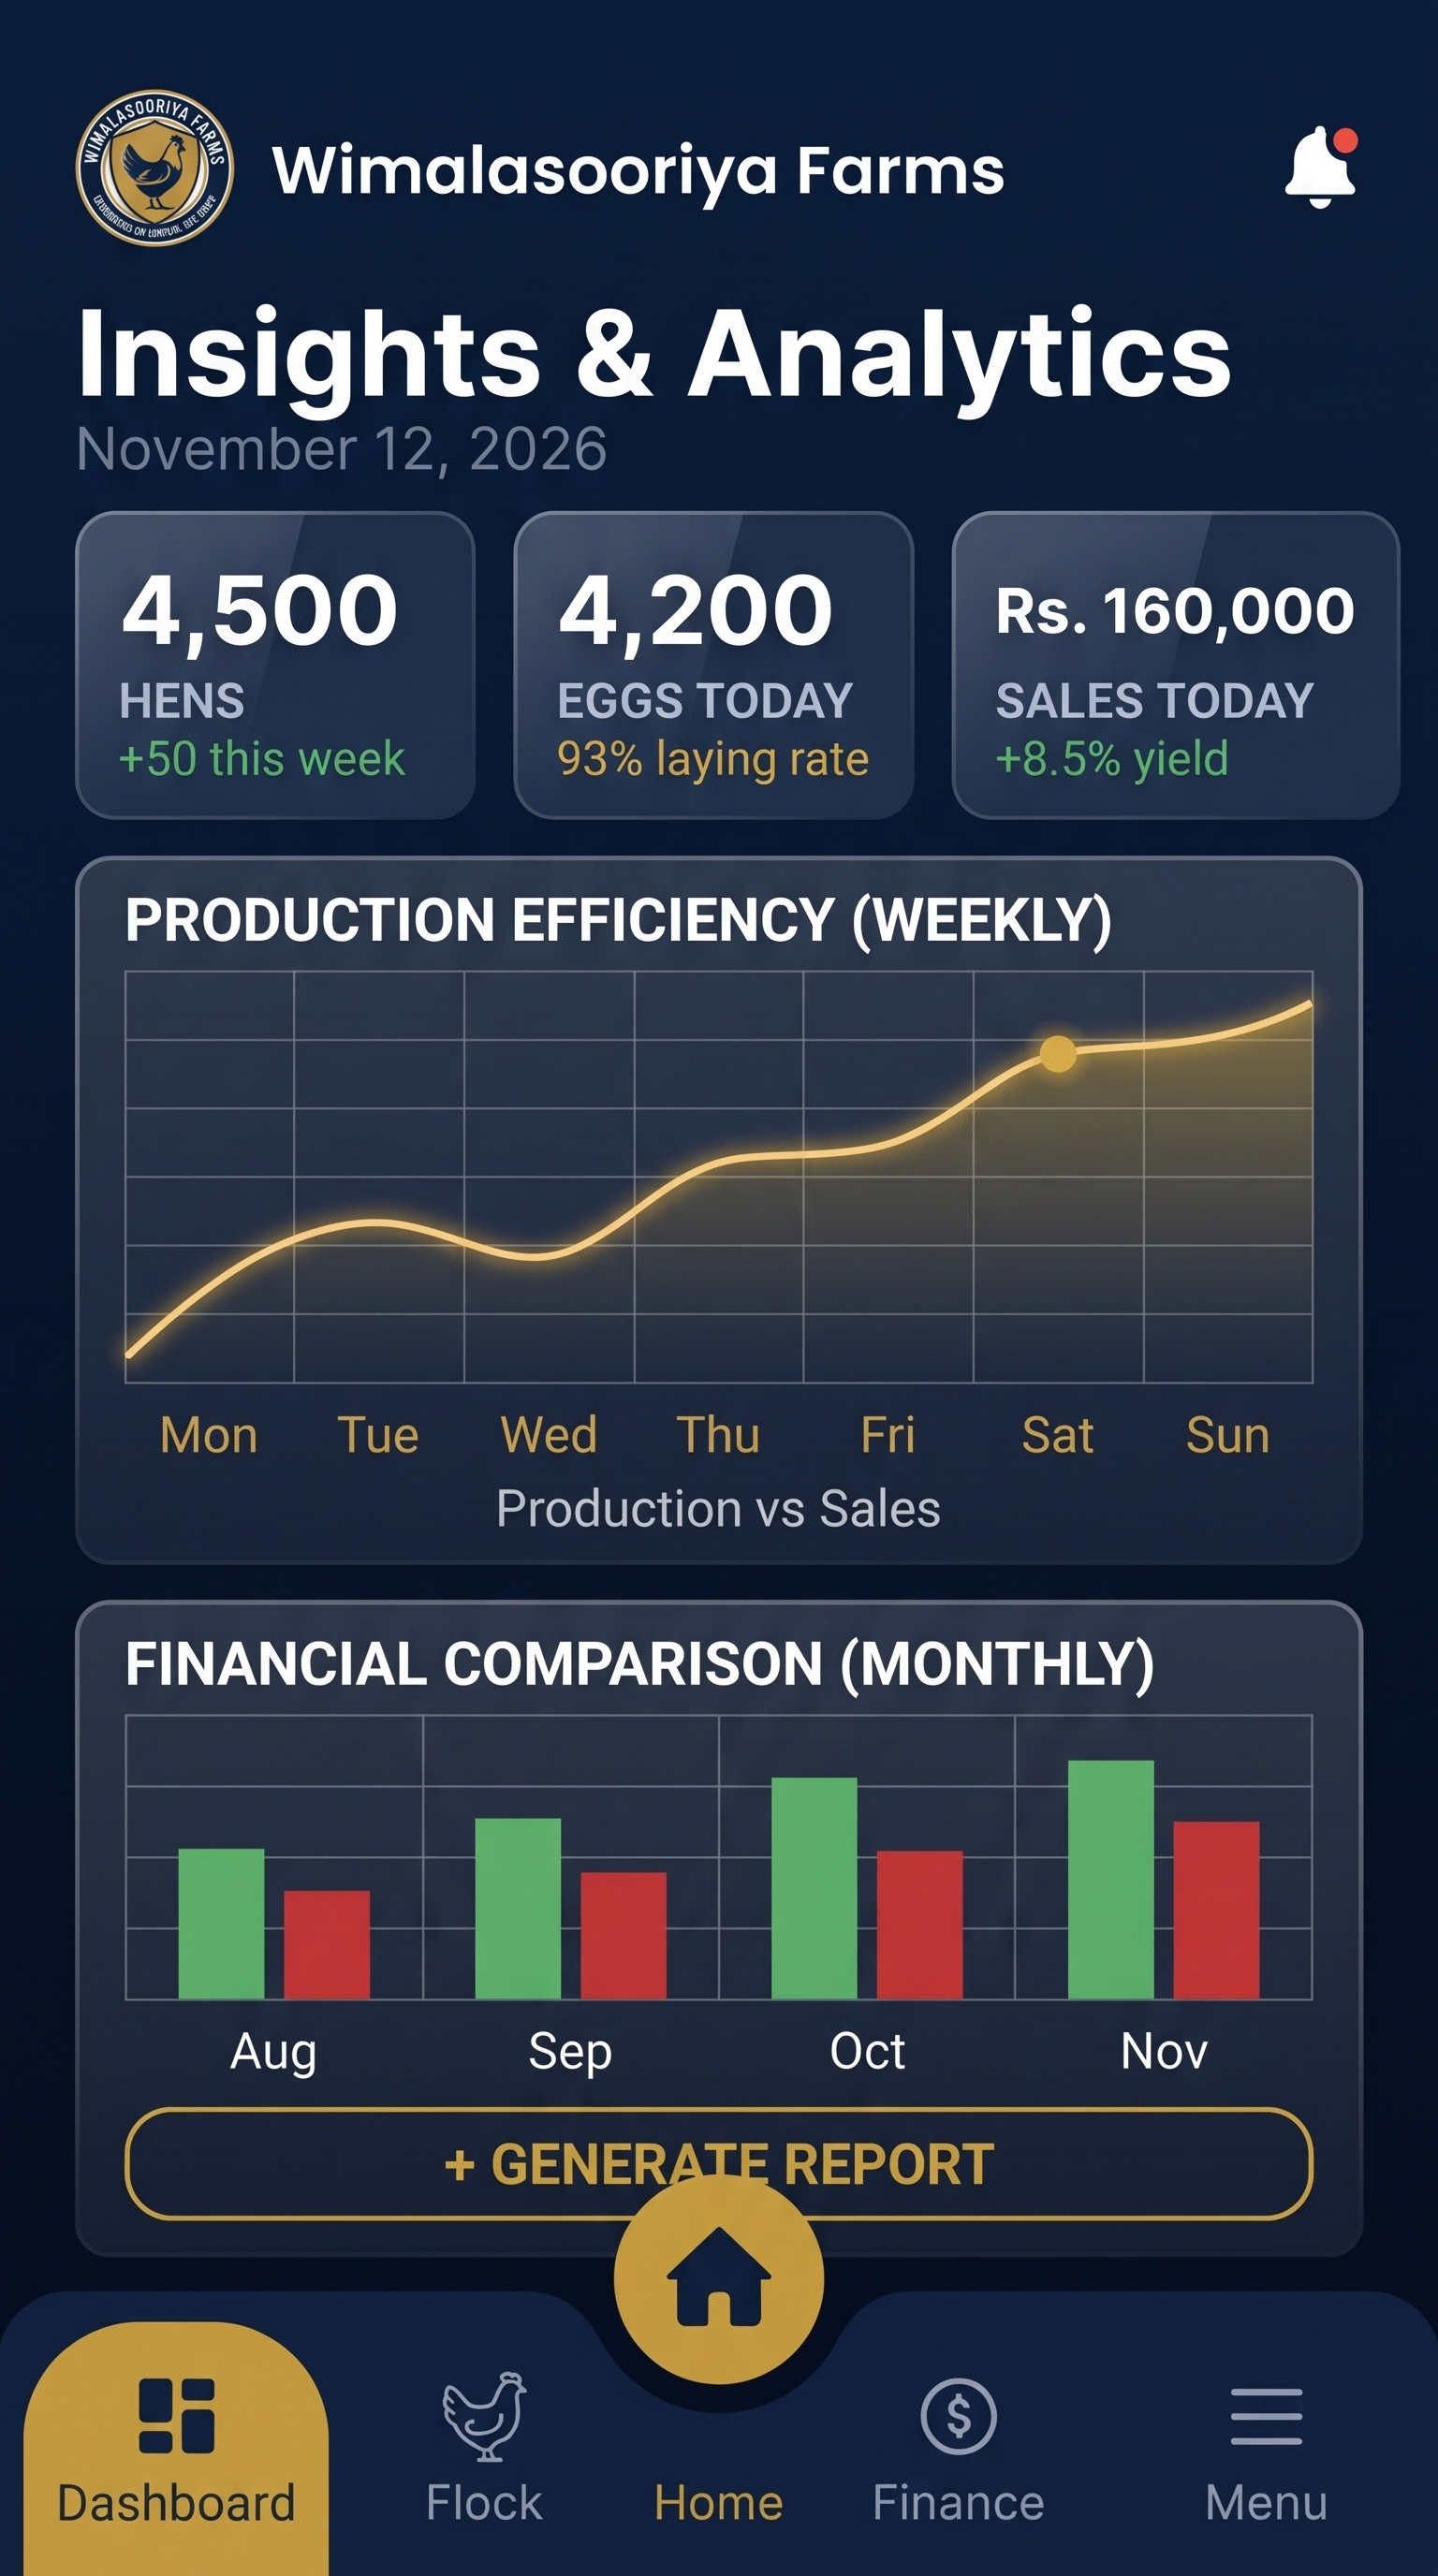 WIMALASOORIYA FARMS
Wimalasooriya Farms
Insights & Analytics
November 12, 2026
4,500
HENS
+50 this week
4,200
EGGS TODAY
93% laying rate
Rs. 160,000
SALES TODAY
+8.5% yield
PRODUCTION EFFICIENCY (WEEKLY)
Mon Tue Wed Thu Fri Sat Sun
Production vs Sales
FINANCIAL COMPARISON (MONTHLY)
Aug Sep Oct Nov
+ GENERATE REPORT
$
Dashboard Flock Home Finance Menu